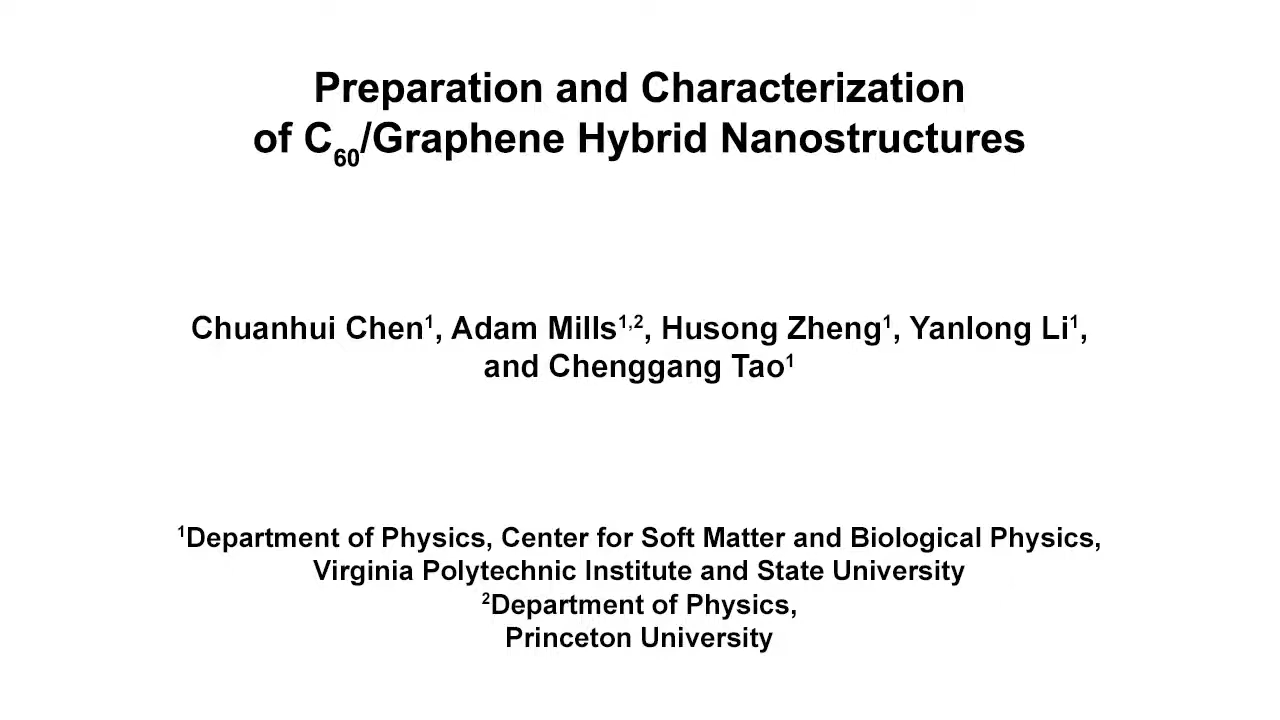 Preparation and Characterization
of C₆₀/Graphene Hybrid Nanostructures
Chuanhui Chen¹, Adam Mills¹,², Husong Zheng¹, Yanlong Li¹,
and Chenggang Tao¹
¹Department of Physics, Center for Soft Matter and Biological Physics,
Virginia Polytechnic Institute and State University
²Department of Physics,
Princeton University